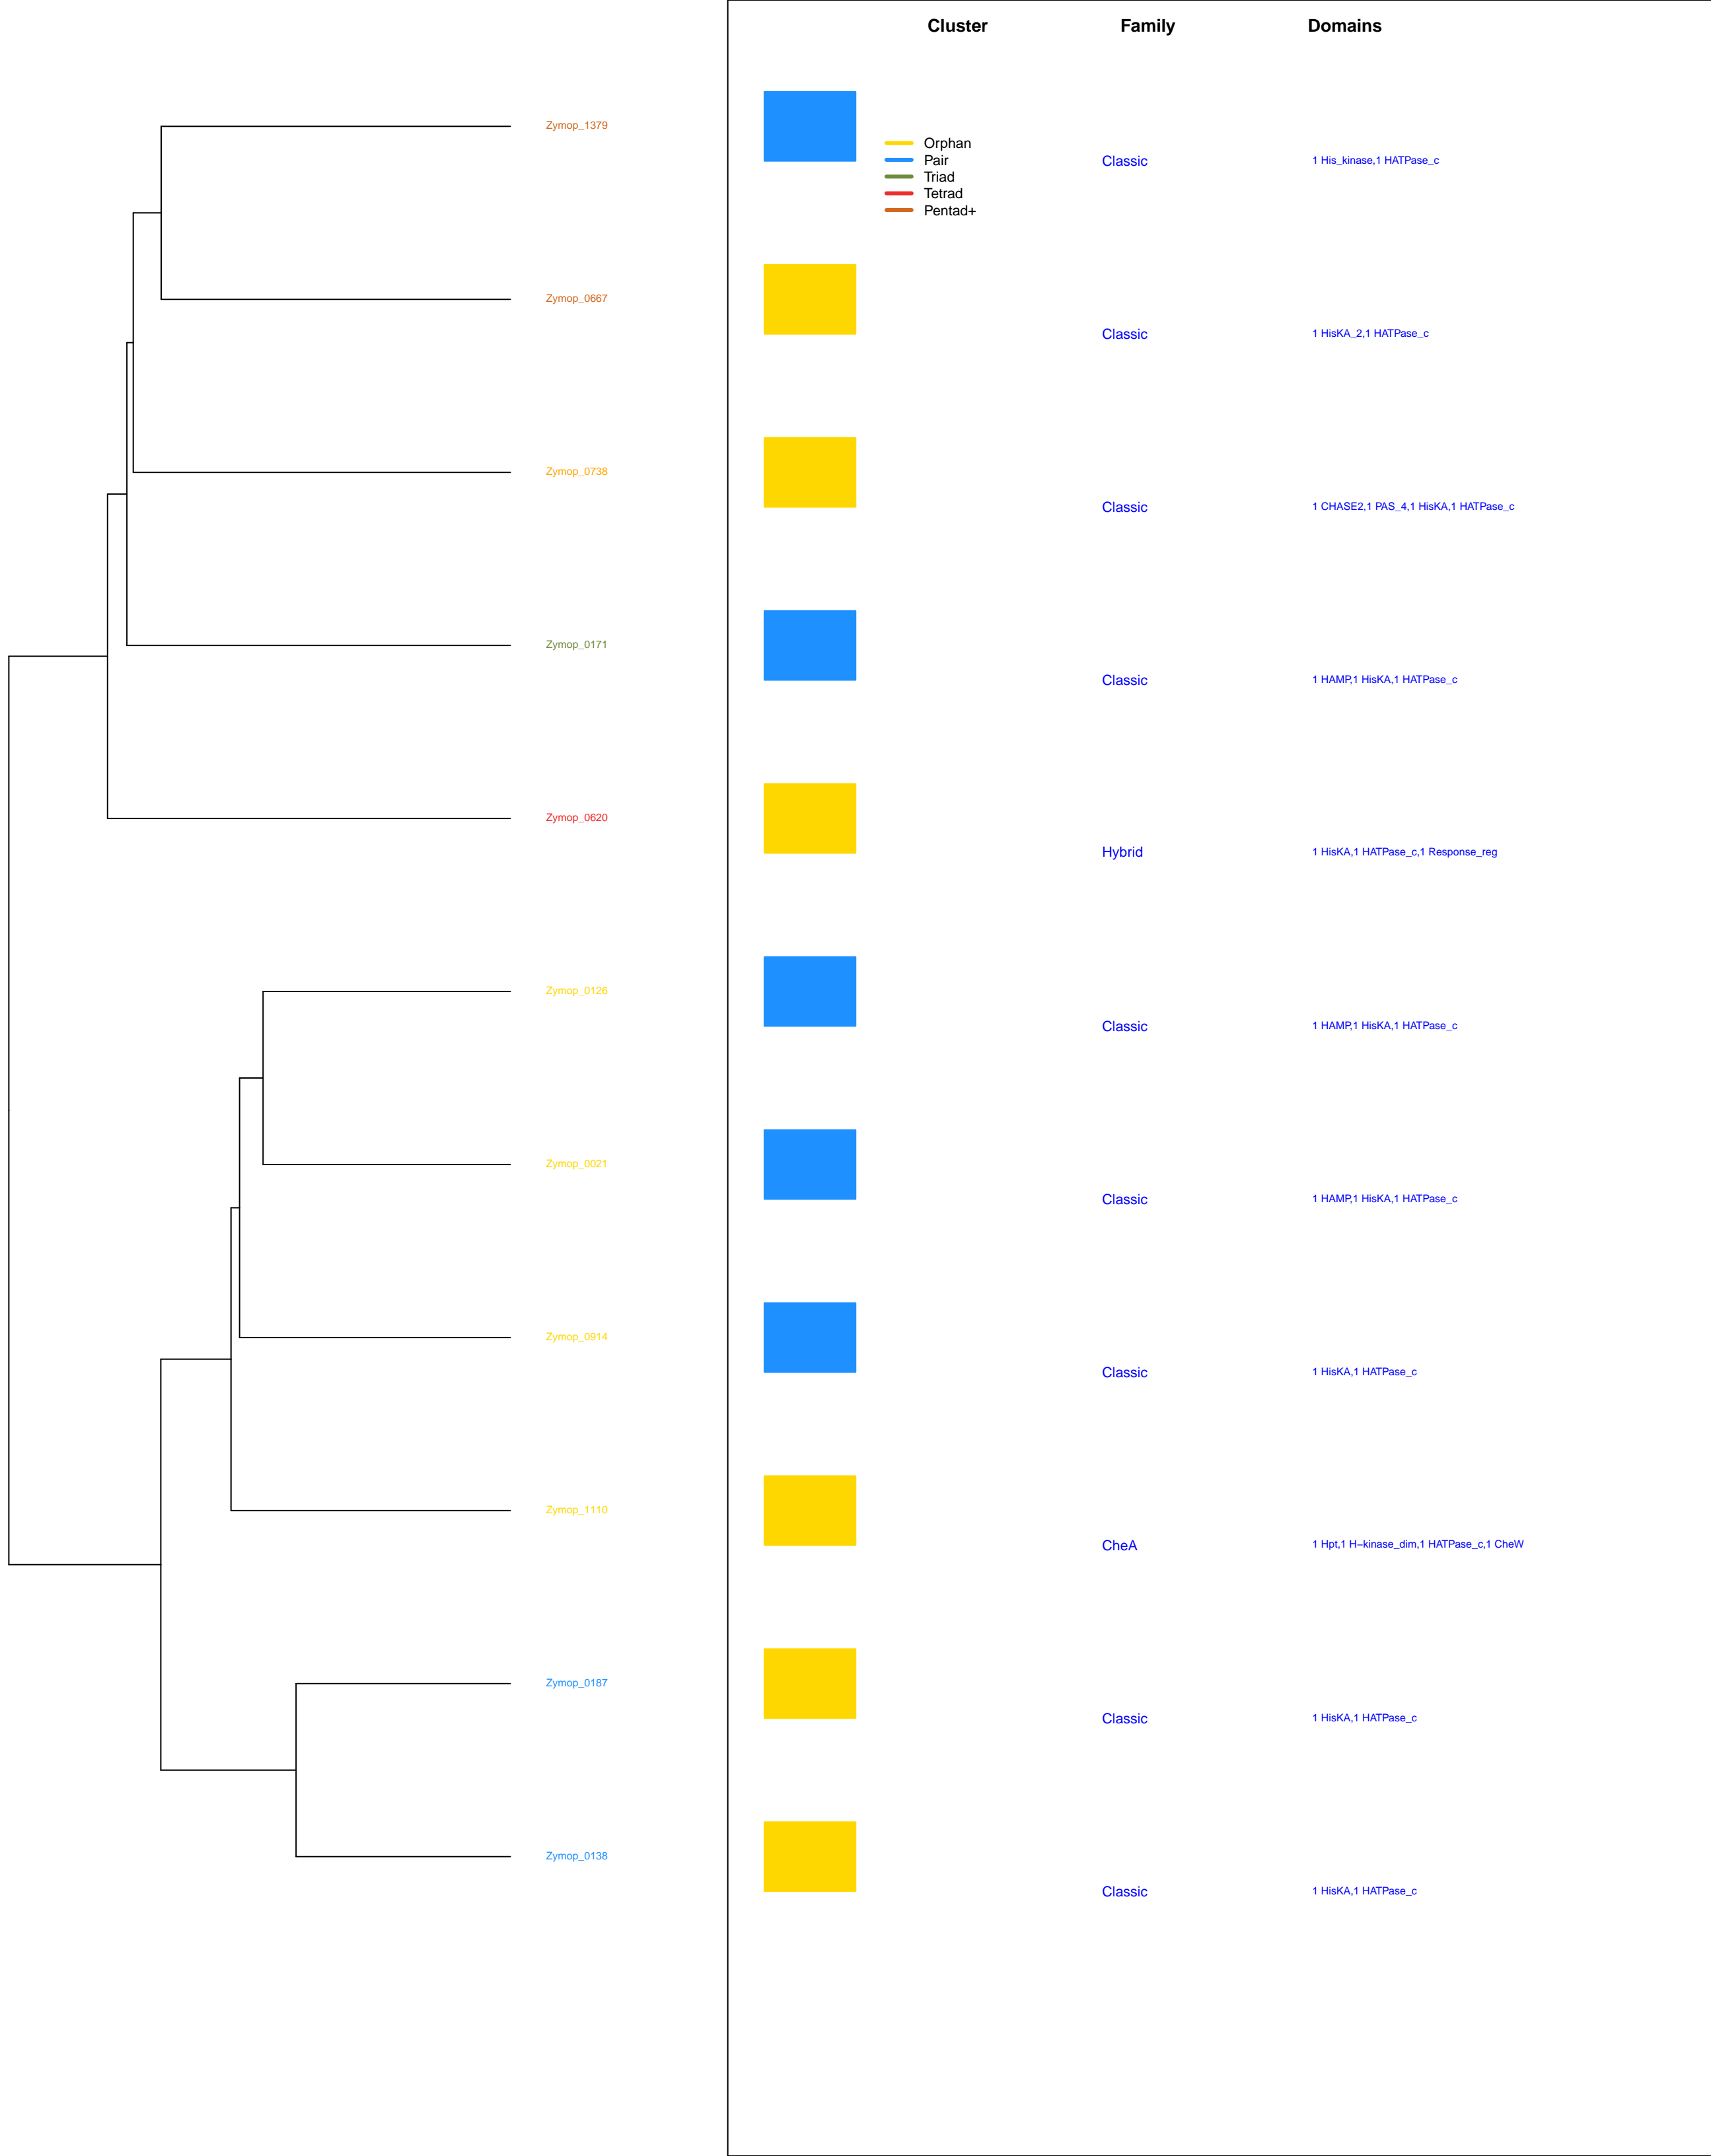 Cluster Family Domains
Zymop_1379
Orphan
Pair
Classic 1 His_kinase,1 HATPase_c
Triad
Tetrad
Pentad+
Zymop_0667
Classic 1 HisKA_2,1 HATPase_c
Zymop_0738
Classic 1 CHASE2,1 PAS_4,1 HisKA,1 HATPase_c
Zymop_0171
Classic 1 HAMP,1 HisKA,1 HATPase_c
Zymop_0620
Hybrid 1 HisKA,1 HATPase_c,1 Response_reg
Zymop_0126
Classic 1 HAMP,1 HisKA,1 HATPase_c
Zymop_0021
Classic 1 HAMP,1 HisKA,1 HATPase_c
Zymop_0914
Classic 1 HisKA,1 HATPase_c
Zymop_1110
CheA 1 Hpt,1 H−kinase_dim,1 HATPase_c,1 CheW
Zymop_0187
Classic 1 HisKA,1 HATPase_c
Zymop_0138
Classic 1 HisKA,1 HATPase_c